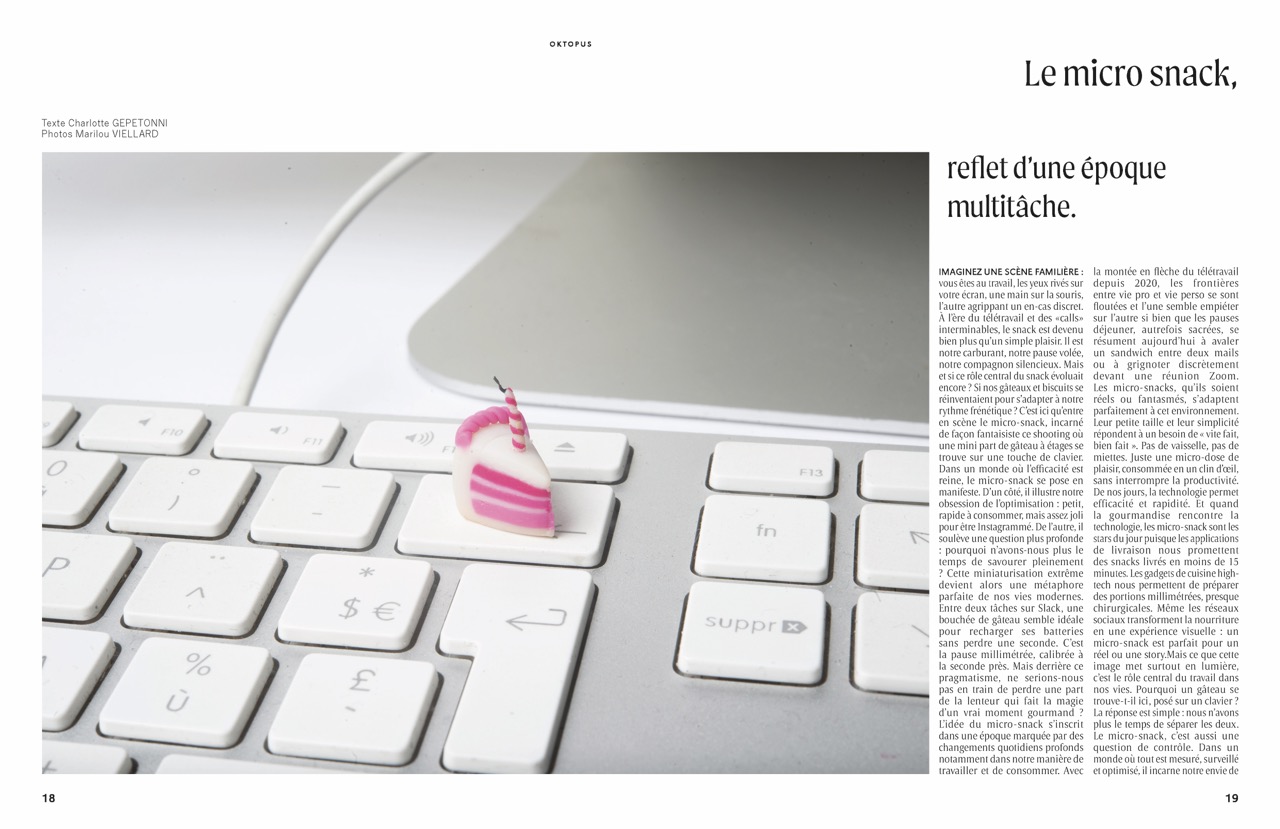 OKTOPUS
Le micro snack,
Texte Charlotte GEPETONNI
Photos Marilou VIELLARD
reflet d'une époque
multitâche.
IMAGINEZ UNE SCÈNE FAMILIÈRE :
vous êtes au travail, les yeux rivés sur
votre écran, une main sur la souris,
l'autre agrippant un en-cas discret.
À l'ère du télétravail et des «calls»
interminables, le snack est devenu
bien plus qu'un simple plaisir. Il est
notre carburant, notre pause volée,
notre compagnon silencieux. Mais
et si ce rôle central du snack évoluait
encore ? Si nos gâteaux et biscuits se
réinventaient pour s'adapter à notre
rythme frénétique ? C'est ici qu'entre
en scène le micro-snack, incarné
de façon fantaisiste ce shooting où
une mini part de gâteau à étages se
trouve sur une touche de clavier.
Dans un monde où l'efficacité est
reine, le micro-snack se pose en
manifeste. D'un côté, il illustre notre
obsession de l'optimisation : petit,
rapide à consommer, mais assez joli
pour être Instagrammé. De l'autre, il
soulève une question plus profonde
: pourquoi n'avons-nous plus le
temps de savourer pleinement
? Cette miniaturisation extrême
devient alors une métaphore
parfaite de nos vies modernes.
Entre deux tâches sur Slack, une
bouchée de gâteau semble idéale
pour recharger ses batteries
sans perdre une seconde. C'est
la pause millimétrée, calibrée à
la seconde près. Mais derrière ce
pragmatisme, ne serions-nous
pas en train de perdre une part
de la lenteur qui fait la magie
d'un vrai moment gourmand ?
L'idée du micro-snack s'inscrit
dans une époque marquée par des
changements quotidiens profonds
notamment dans notre manière de
travailler et de consommer. Avec
la montée en flèche du télétravail
depuis 2020, les frontières
entre vie pro et vie perso se sont
floutées et l'une semble empiéter
sur l'autre si bien que les pauses
déjeuner, autrefois sacrées, se
résument aujourd'hui à avaler
un sandwich entre deux mails
ou à grignoter discrètement
devant une réunion Zoom.
Les micro-snacks, qu'ils soient
réels ou fantasmés, s'adaptent
parfaitement à cet environnement.
Leur petite taille et leur simplicité
répondent à un besoin de « vite fait,
bien fait ». Pas de vaisselle, pas de
miettes. Juste une micro-dose de
plaisir, consommée en un clin d'œil,
sans interrompre la productivité.
De nos jours, la technologie permet
efficacité et rapidité. Et quand
la gourmandise rencontre la
technologie, les micro-snack sont les
stars du jour puisque les applications
de livraison nous promettent
des snacks livrés en moins de 15
minutes. Les gadgets de cuisine high-
tech nous permettent de préparer
des portions millimétrées, presque
chirurgicales. Même les réseaux
sociaux transforment la nourriture
en une expérience visuelle : un
micro-snack est parfait pour un
réel ou une story.Mais ce que cette
image met surtout en lumière,
c'est le rôle central du travail dans
nos vies. Pourquoi un gâteau se
trouve-t-il ici, posé sur un clavier ?
La réponse est simple : nous n'avons
plus le temps de séparer les deux.
Le micro-snack, c'est aussi une
question de contrôle. Dans un
monde où tout est mesuré, surveillé
et optimisé, il incarne notre envie de
F10
F11
F13
°
)
_
-
fn
P
¨
^
*
$ €
suppr
%
Ù
£
18
19